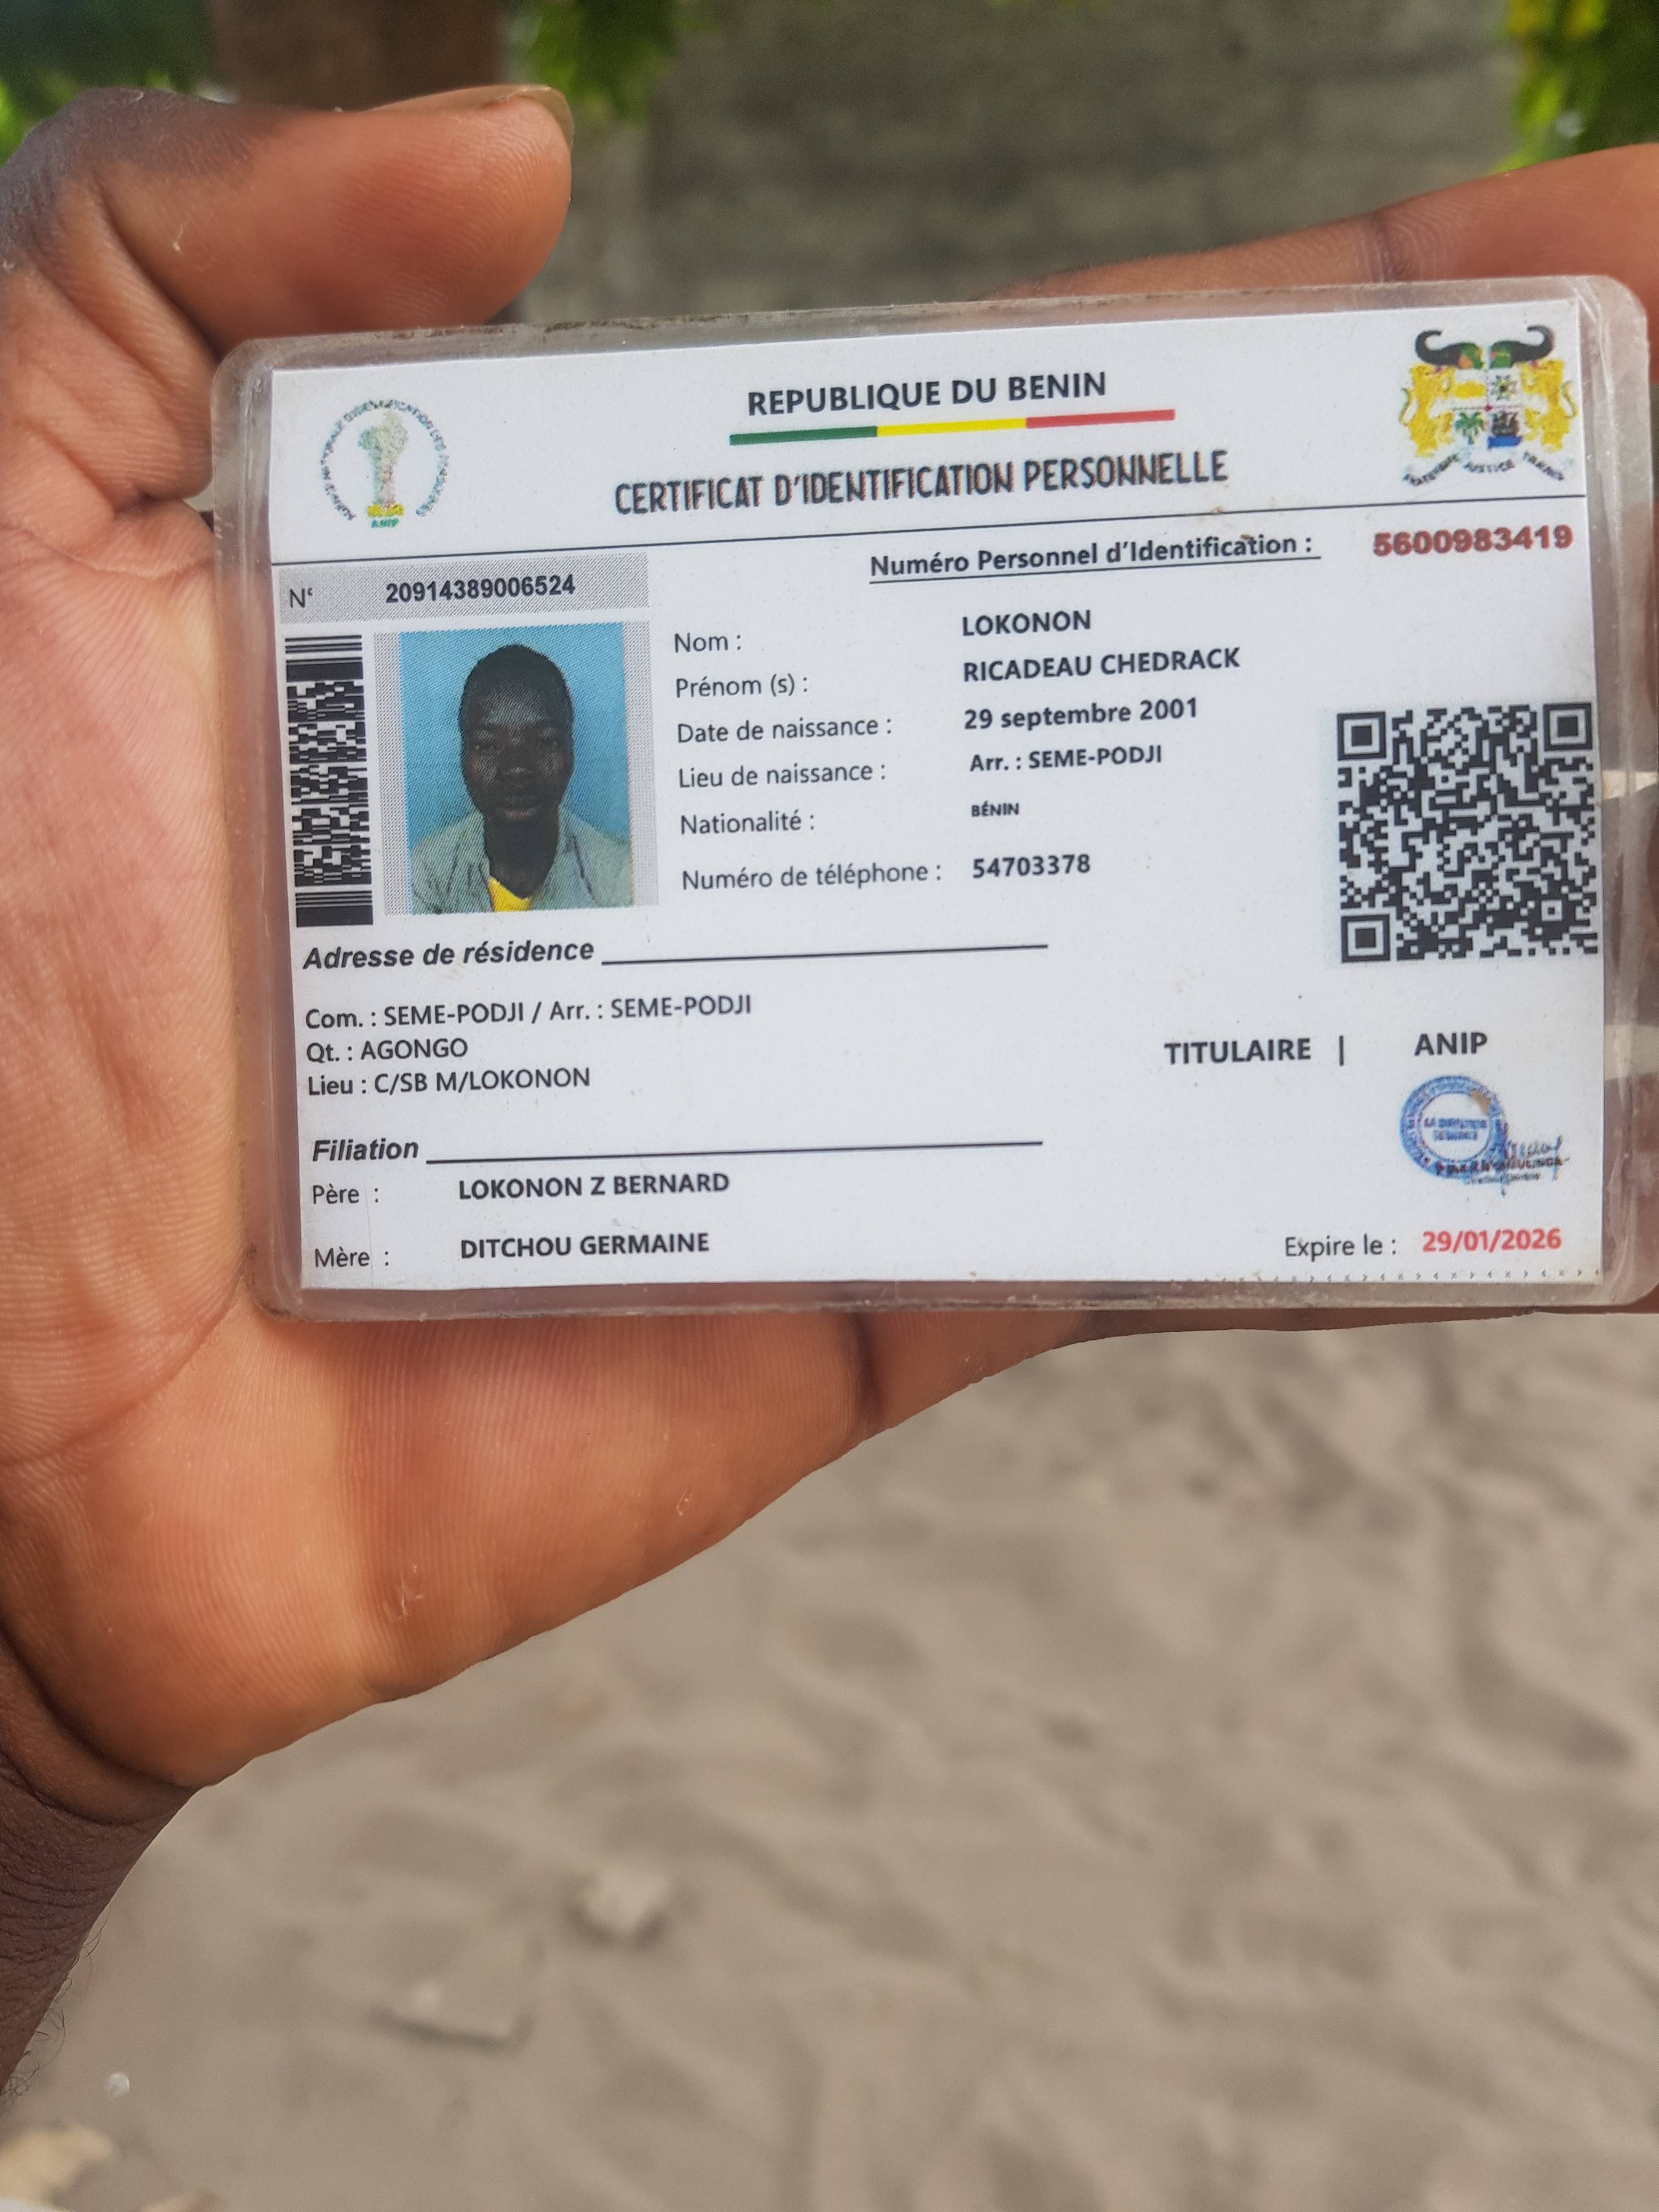 REPUBLIQUE DU BENIN
CERTIFICAT D'IDENTIFICATION PERSONNELLE
ANIP
FRATERNITE JUSTICE TRAVAIL
Numéro Personnel d'Identification : 5600983419
N° 20914389006524
Nom : LOKONON
Prénom (s) : RICADEAU CHEDRACK
Date de naissance : 29 septembre 2001
Lieu de naissance : Arr. : SEME-PODJI
Nationalité : BÉNIN
Numéro de téléphone : 54703378
Adresse de résidence
Com. : SEME-PODJI / Arr. : SEME-PODJI
Qt. : AGONGO
Lieu : C/SB M/LOKONON
TITULAIRE | ANIP
Filiation
Père : LOKONON Z BERNARD
Mère : DITCHOU GERMAINE
Expire le : 29/01/2026